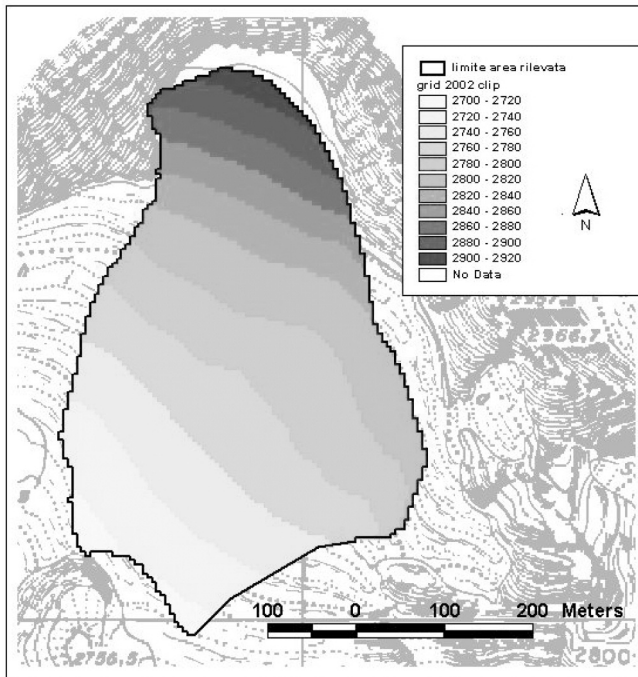 limite area rilevata
grid 2002 clip
2700 - 2720
2720 - 2740
2740 - 2760
2760 - 2780
2780 - 2800
2800 - 2820
2820 - 2840
2840 - 2860
2860 - 2880
2880 - 2900
2900 - 2920
No Data
N
2366,7
100 0 100 200 Meters
2756,5
2800